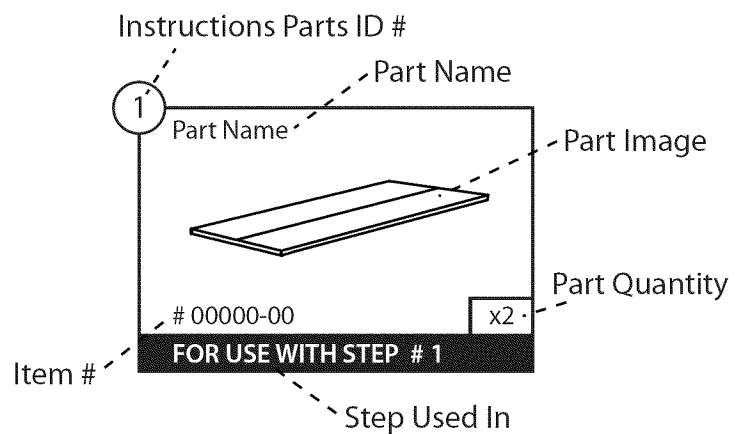 Instructions Parts ID #
Part Name
1
Part Name
Part Image
Part Quantity
# 00000-00
x2
FOR USE WITH STEP # 1
Item #
Step Used In